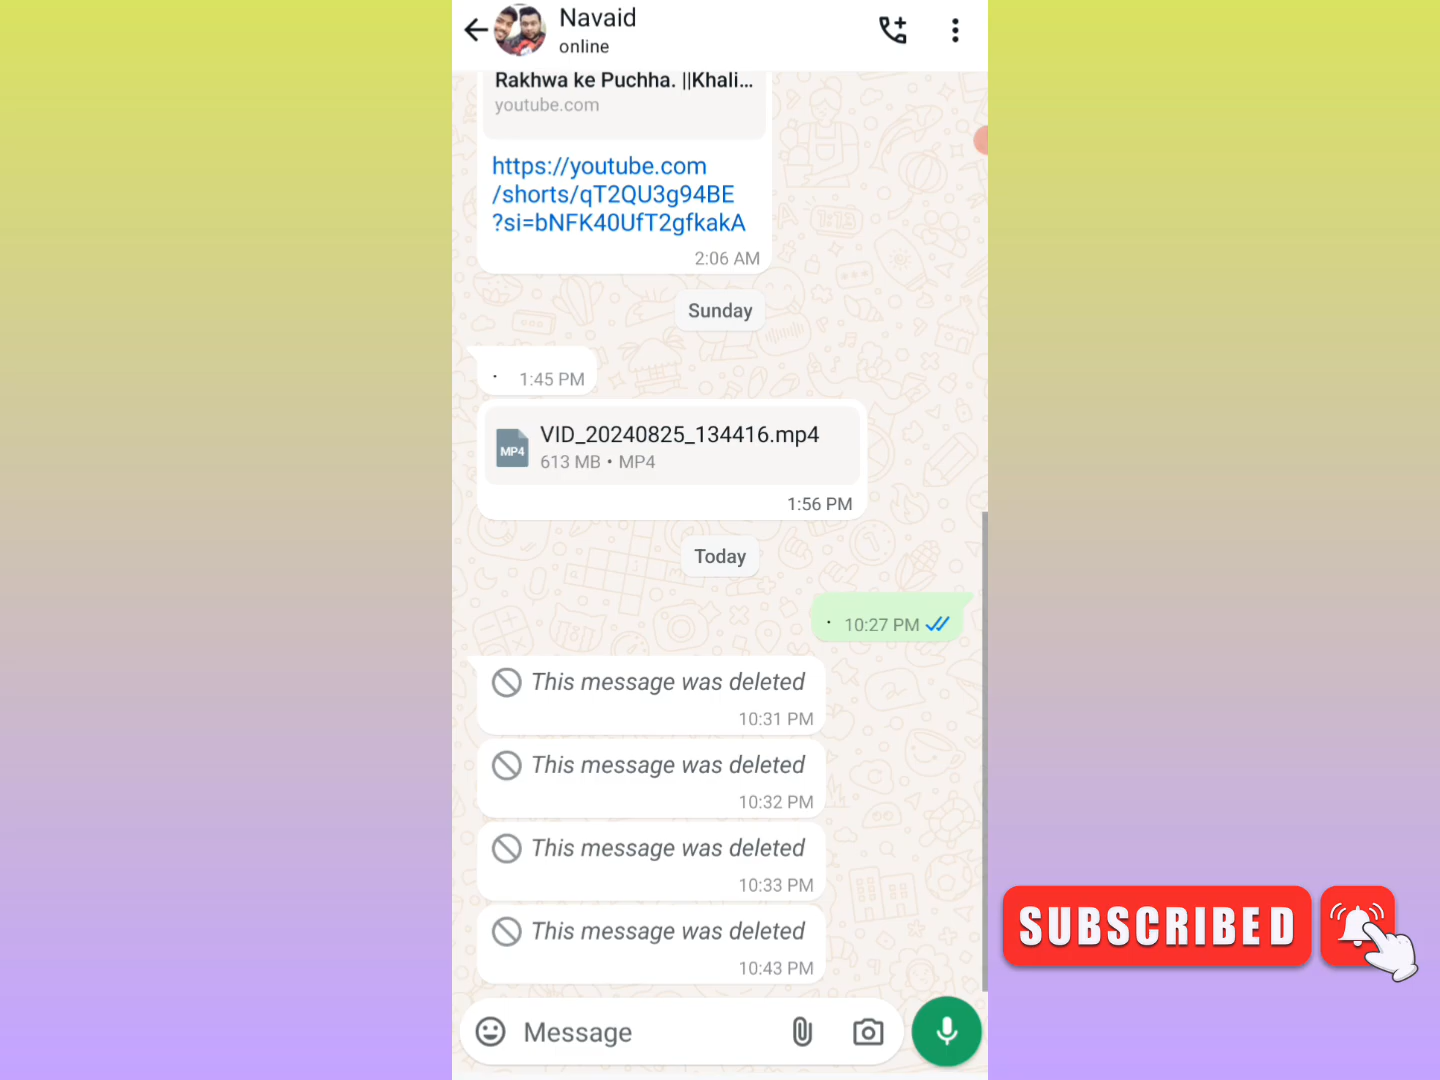 Navaid
online
Rakhwa ke Puchha. ||Khali...
youtube.com
https://youtube.com
/shorts/qT2QU3g94BE
?si=bNFK40UfT2gfkakA
2:06 AM
Sunday
. 1:45 PM
MP4
VID_20240825_134416.mp4
613 MB • MP4
1:56 PM
Today
. 10:27 PM
This message was deleted
10:31 PM
This message was deleted
10:32 PM
This message was deleted
10:33 PM
This message was deleted
10:43 PM
SUBSCRIBED
Message